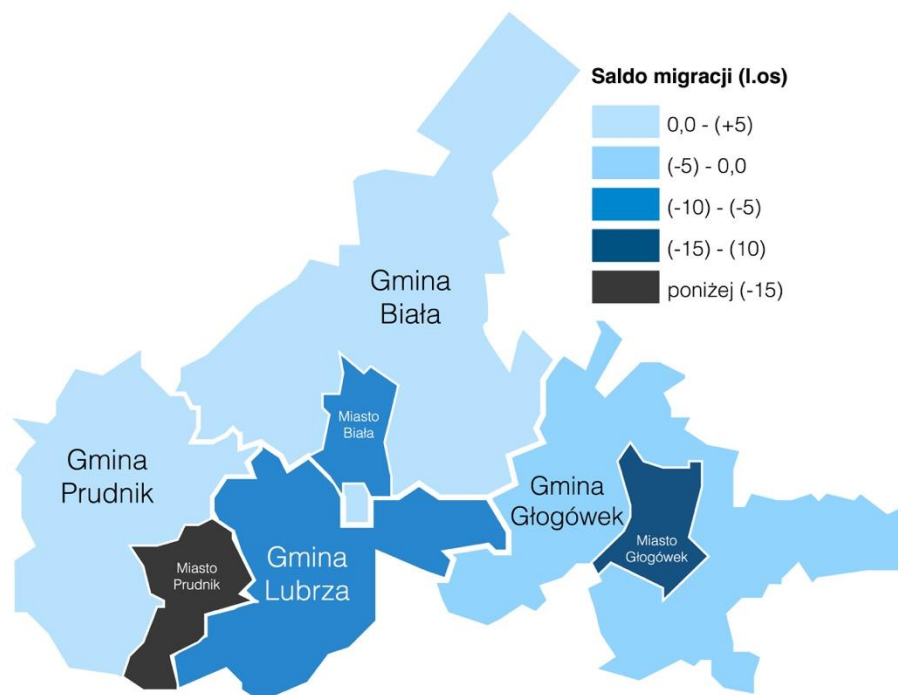 Saldo migracji (l.os)
0,0 - (+5)
(-5) - 0,0
(-10) - (-5)
(-15) - (10)
poniżej (-15)
Gmina
Biała
Miasto
Biała
Gmina
Prudnik
Gmina
Głogówek
Miasto
Głogówek
Miasto
Prudnik
Gmina
Lubrza